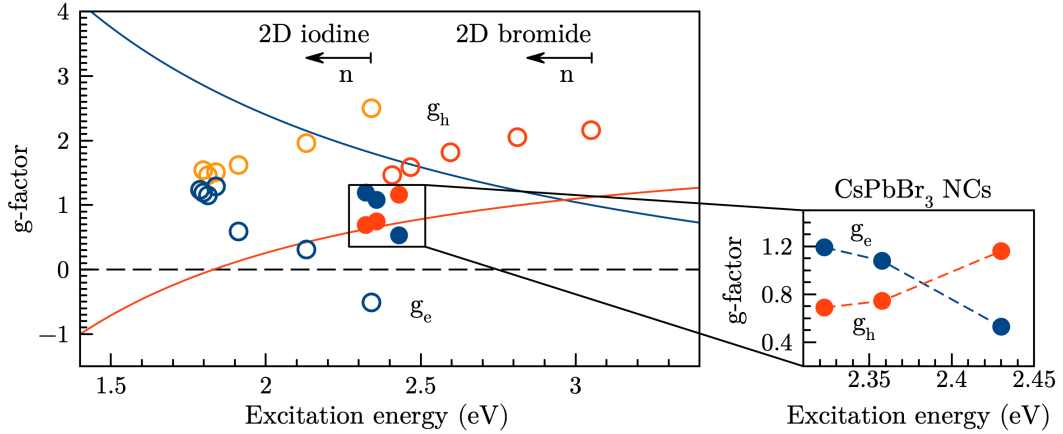 4
3
2
1
0
−1
g-factor
2D iodine
n
2D bromide
n
g_h
g_e
1.5
2
2.5
3
Excitation energy (eV)
CsPbBr₃ NCs
1.2
0.8
0.4
g-factor
g_e
g_h
2.35
2.4
2.45
Excitation energy (eV)